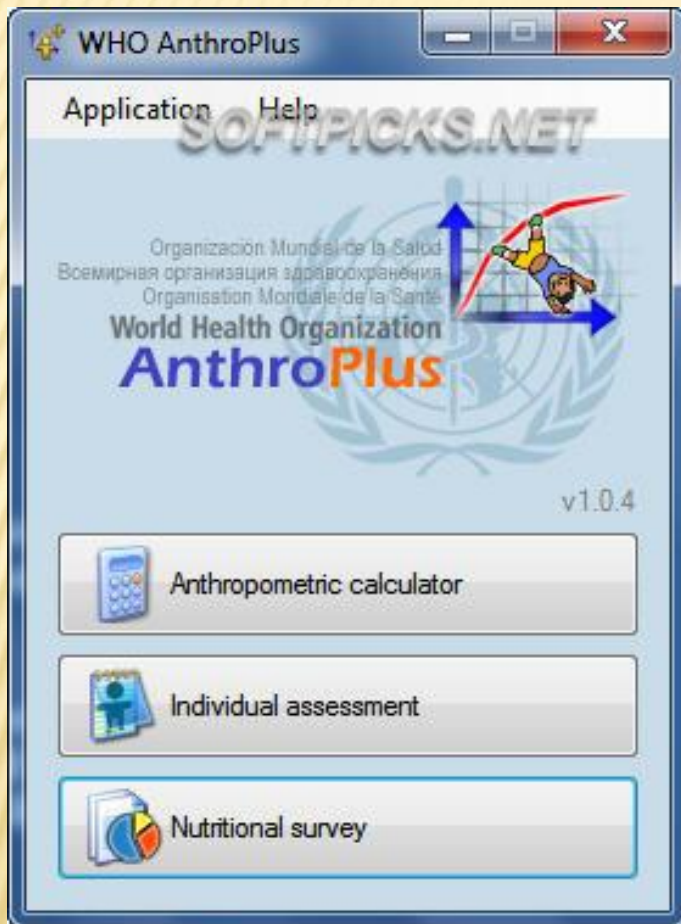 WHO AnthroPlus
Application Help
SOFTPICKS.NET
Organización Mundial de la Salud
Всемирная организация здравоохранения
Organisation Mondiale de la Santé
World Health Organization
AnthroPlus
v1.0.4
Anthropometric calculator
Individual assessment
Nutritional survey